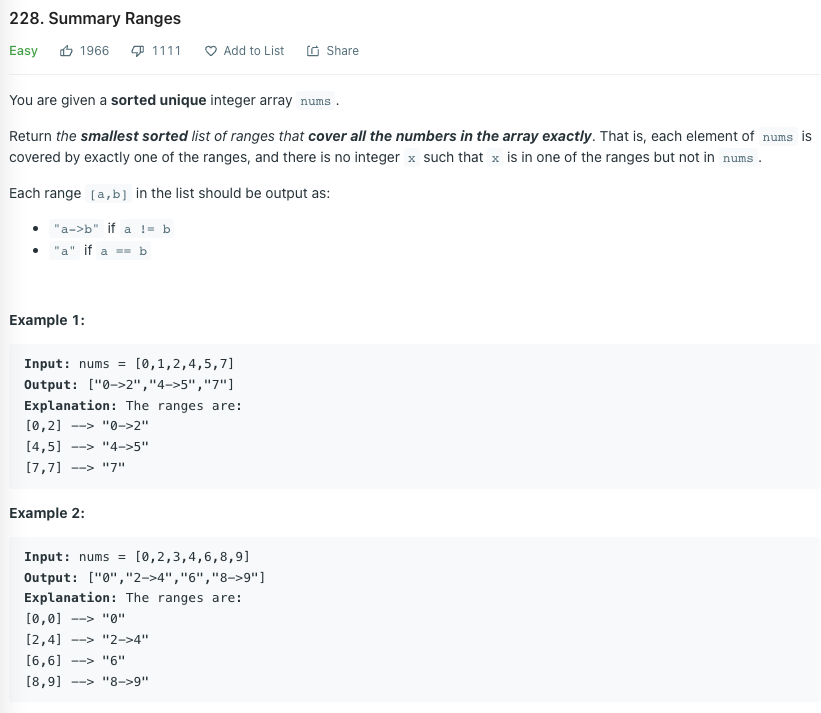 228. Summary Ranges
Easy 1966 1111 Add to List Share
You are given a sorted unique integer array nums .
Return the smallest sorted list of ranges that cover all the numbers in the array exactly. That is, each element of nums is
covered by exactly one of the ranges, and there is no integer x such that x is in one of the ranges but not in nums .
Each range [a,b] in the list should be output as:
• "a->b" if a != b
• "a" if a == b
Example 1:
Input: nums = [0,1,2,4,5,7]
Output: ["0->2","4->5","7"]
Explanation: The ranges are:
[0,2] --> "0->2"
[4,5] --> "4->5"
[7,7] --> "7"
Example 2:
Input: nums = [0,2,3,4,6,8,9]
Output: ["0","2->4","6","8->9"]
Explanation: The ranges are:
[0,0] --> "0"
[2,4] --> "2->4"
[6,6] --> "6"
[8,9] --> "8->9"